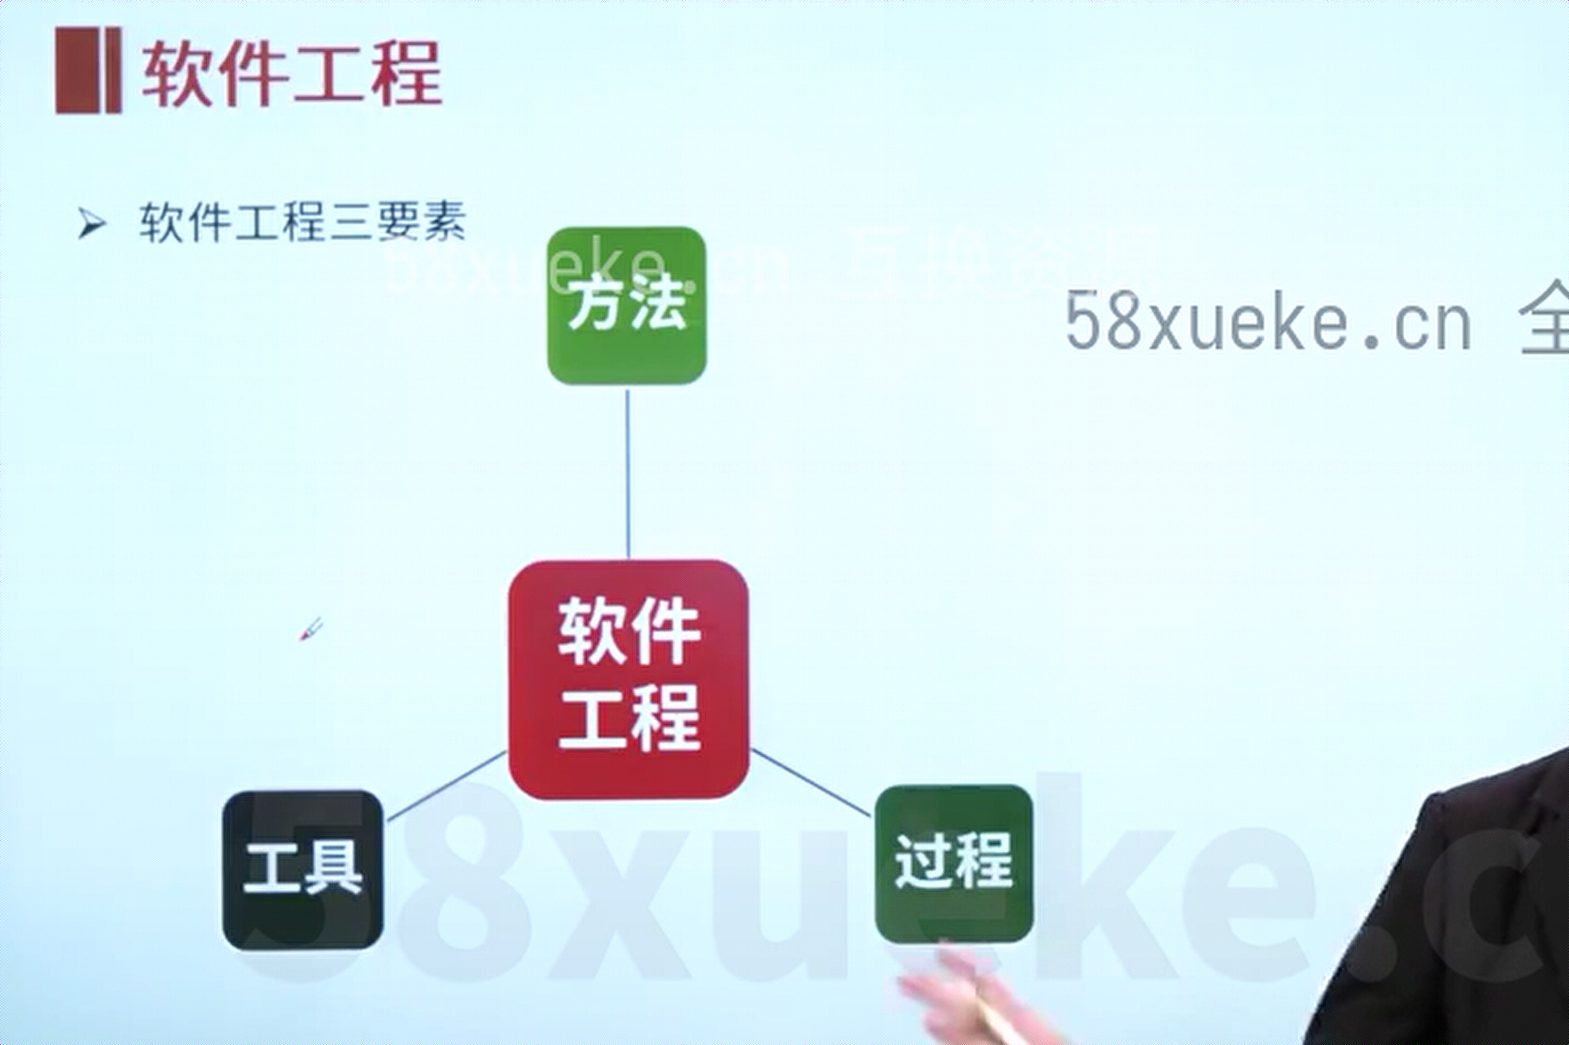 软件工程
软件工程三要素
58xueke.cn 互换资源
方法
58xueke.cn 全
软件
工程
工具
过程
58xueke.c